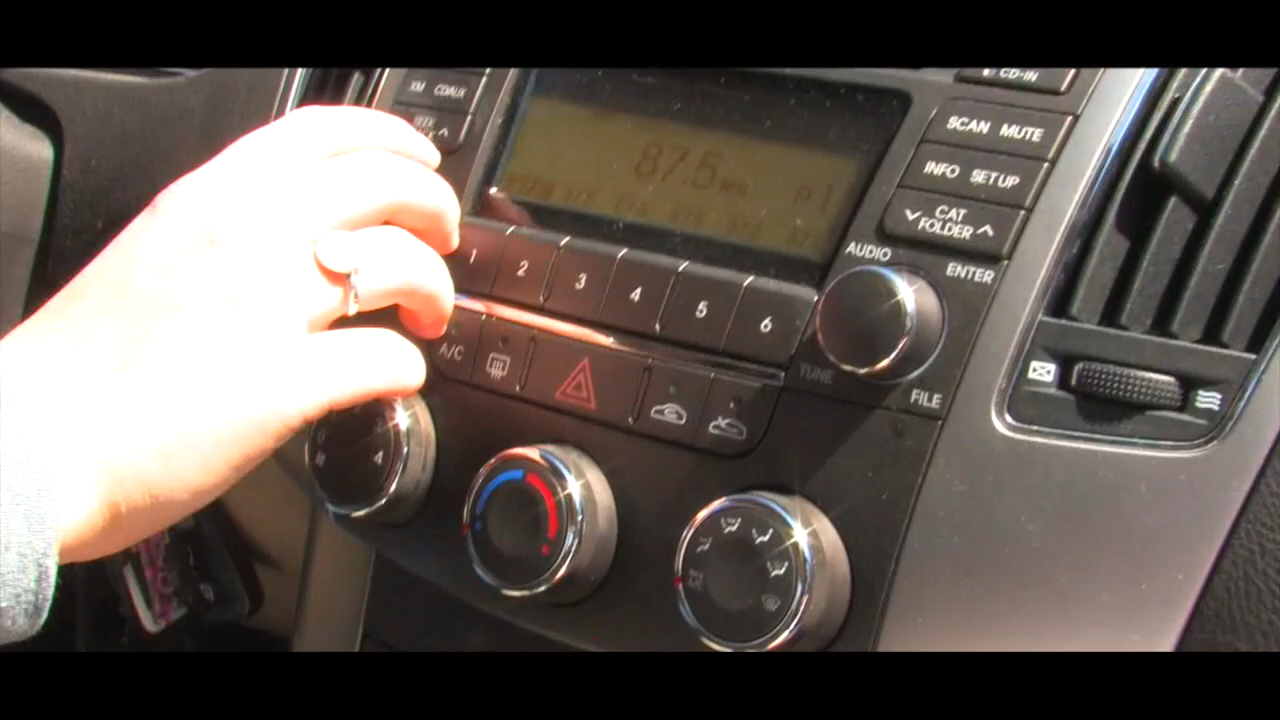 XM CD/AUX
CD-IN
SEEK
SCAN MUTE
INFO SETUP
CAT
FOLDER
87.5
P1
1 2 3 4 5 6
AUDIO
ENTER
TUNE
FILE
A/C
4